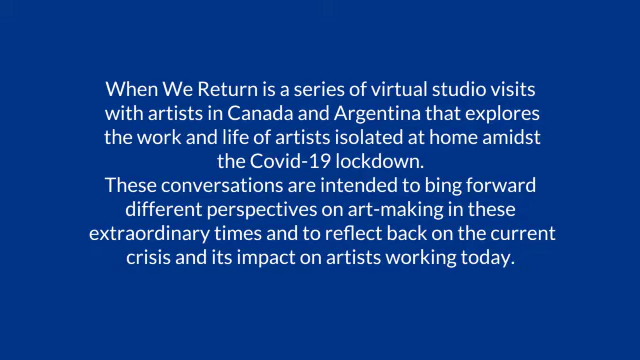 When We Return is a series of virtual studio visits
with artists in Canada and Argentina that explores
the work and life of artists isolated at home amidst
the Covid-19 lockdown.
These conversations are intended to bing forward
different perspectives on art-making in these
extraordinary times and to reflect back on the current
crisis and its impact on artists working today.